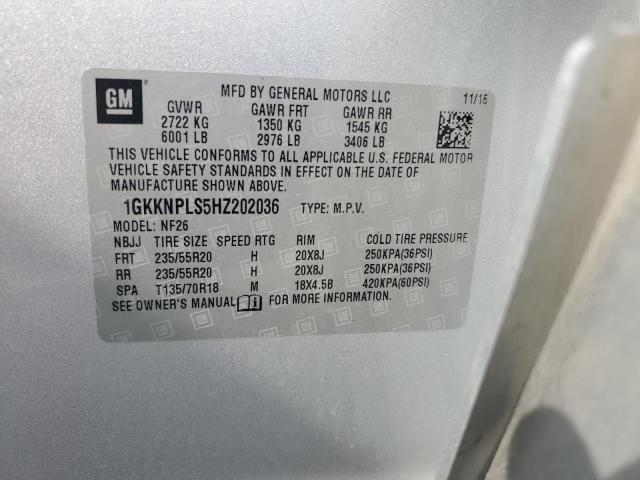 GM
MFD BY GENERAL MOTORS LLC 11/16
GVWR GAWR FRT GAWR RR
2722 KG 1350 KG 1545 KG
6001 LB 2976 LB 3406 LB
THIS VEHICLE CONFORMS TO ALL APPLICABLE U.S. FEDERAL MOTOR
VEHICLE SAFETY STANDARDS IN EFFECT ON THE DATE OF
MANUFACTURE SHOWN ABOVE.
1GKKNPLS5HZ202036 TYPE: M.P.V.
MODEL: NF26
NBJJ TIRE SIZE SPEED RTG RIM COLD TIRE PRESSURE
FRT 235/55R20 H 20X8J 250KPA(36PSI)
RR 235/55R20 H 20X8J 250KPA(36PSI)
SPA T135/70R18 M 18X4.5B 420KPA(60PSI)
SEE OWNER'S MANUAL FOR MORE INFORMATION.